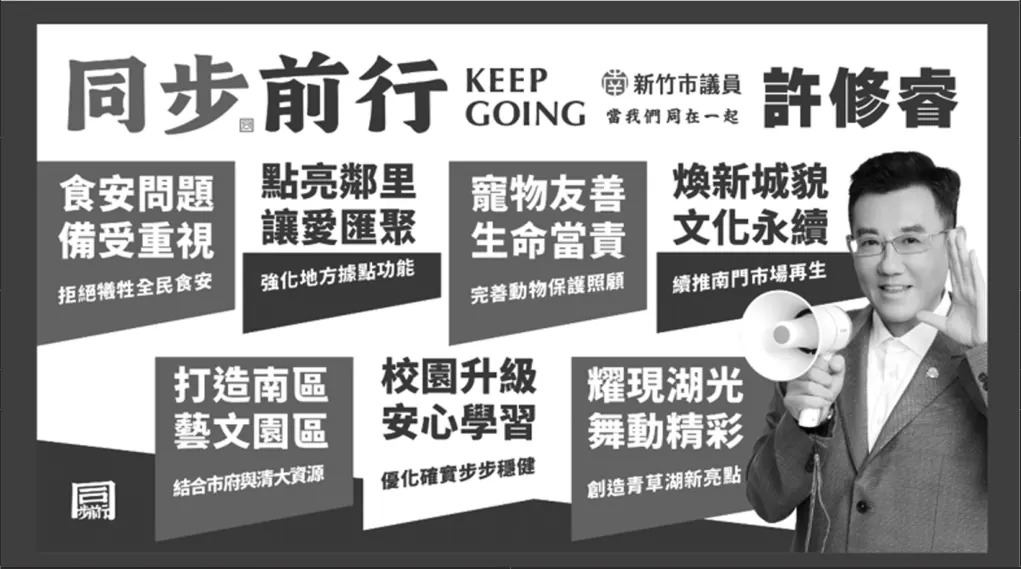 同步前行
KEEP
GOING
南
新竹市議員
當我們同在一起
許修睿
食安問題
備受重視
拒絕犧牲全民食安
點亮鄰里
讓愛匯聚
強化地方據點功能
寵物友善
生命當責
完善動物保護照顧
煥新城貌
文化永續
續推南門市場再生
打造南區
藝文園區
結合市府與清大資源
校園升級
安心學習
優化確實步步穩健
耀現湖光
舞動精彩
創造青草湖新亮點
同
步前行